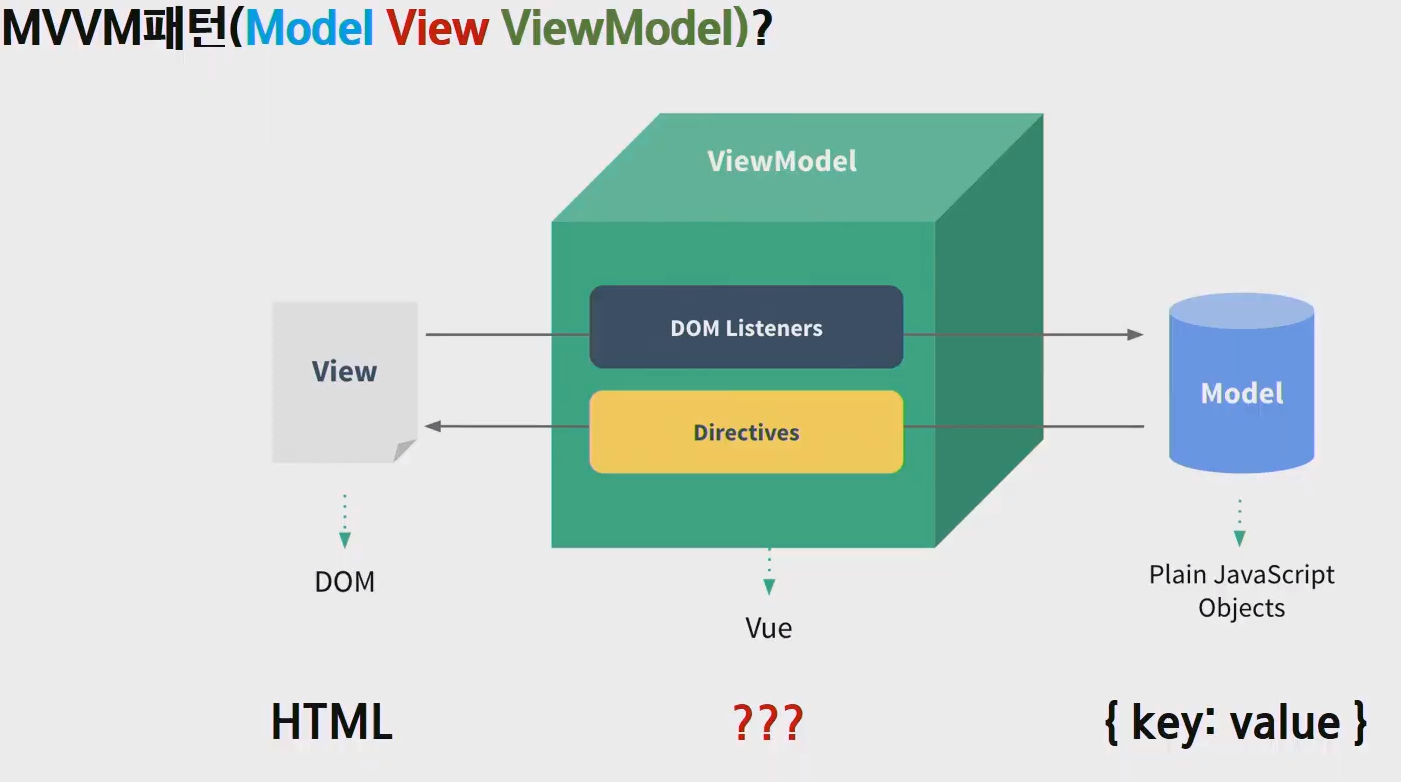 MVVM패턴(Model View ViewModel)?
ViewModel
DOM Listeners
View
Directives
Model
DOM
Vue
Plain JavaScript
Objects
HTML
???
{ key: value }